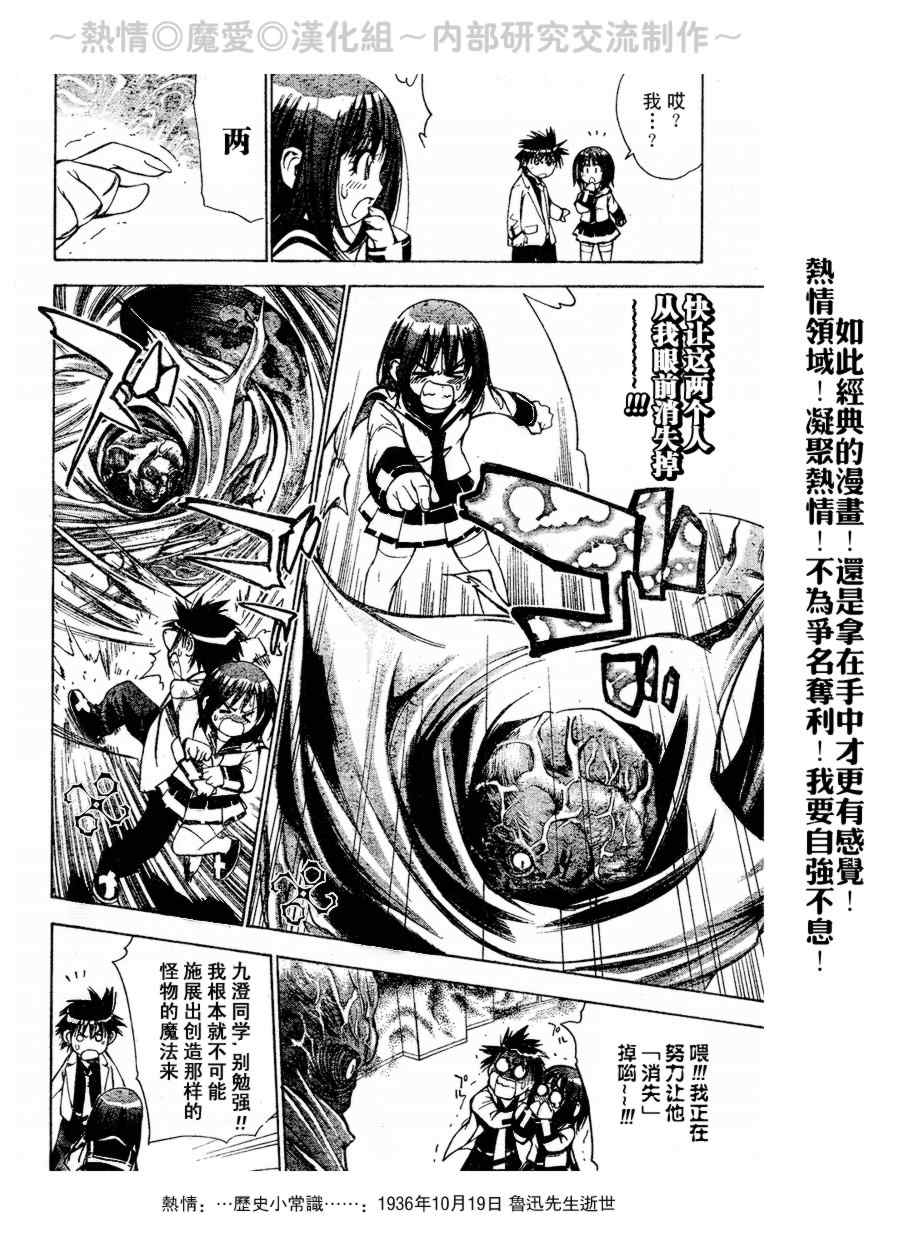 ～熱情◎魔愛◎漢化組～内部研究交流制作～
哎？
我…？
两
快让这两个人
从我眼前消失掉
～～～!!!
如此經典的漫畫！還是拿在手中才更有感覺！
熱情領域！凝聚熱情！不為爭名奪利！我要自強不息！
喂!!!我正在
努力让他
「消失」
掉哟～!!!
九澄同学，别勉强!!
我根本就不可能
施展出创造那样的
怪物的魔法来
熱情：…歷史小常識……：1936年10月19日 魯迅先生逝世